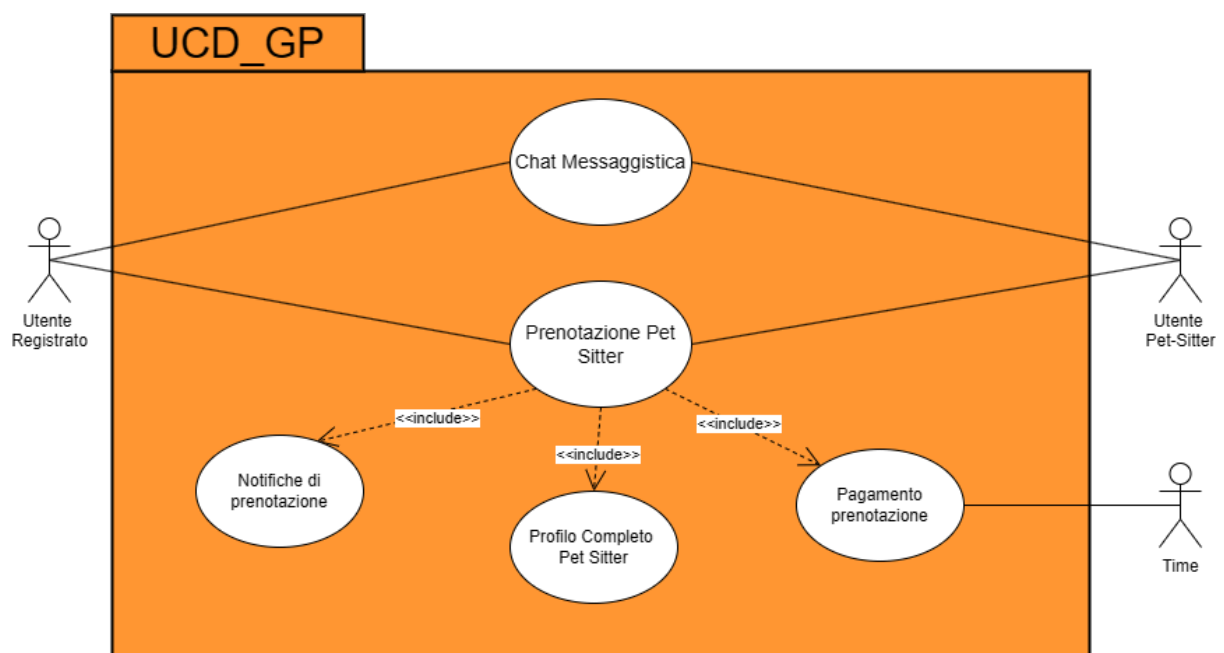 UCD_GP
Chat Messaggistica
Utente
Registrato
Prenotazione Pet
Sitter
Utente
Pet-Sitter
<<include>>
<<include>>
<<include>>
Notifiche di
prenotazione
Profilo Completo
Pet Sitter
Pagamento
prenotazione
Time